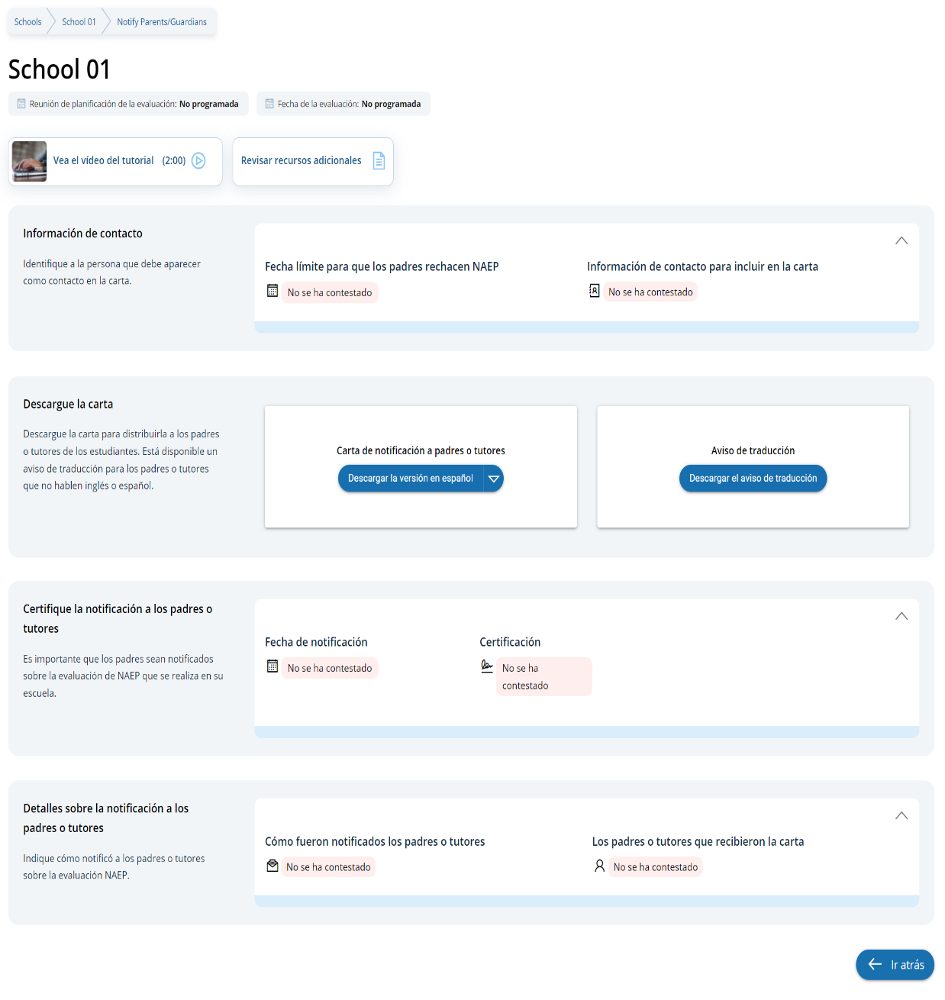 Schools
School 01
Notify Parents/Guardians
School 01
Reunión de planificación de la evaluación: No programada
Fecha de la evaluación: No programada
Vea el vídeo del tutorial (2:00)
Revisar recursos adicionales
Información de contacto
Identifique a la persona que debe aparecer
como contacto en la carta.
Fecha límite para que los padres rechacen NAEP
No se ha contestado
Información de contacto para incluir en la carta
No se ha contestado
Descargue la carta
Descargue la carta para distribuirla a los padres
o tutores de los estudiantes. Está disponible un
aviso de traducción para los padres o tutores
que no hablen inglés o español.
Carta de notificación a padres o tutores
Descargar la versión en español
Aviso de traducción
Descargar el aviso de traducción
Certifique la notificación a los padres o
tutores
Es importante que los padres sean notificados
sobre la evaluación de NAEP que se realiza en su
escuela.
Fecha de notificación
No se ha contestado
Certificación
No se ha
contestado
Detalles sobre la notificación a los
padres o tutores
Indique cómo notificó a los padres o tutores
sobre la evaluación NAEP.
Cómo fueron notificados los padres o tutores
No se ha contestado
Los padres o tutores que recibieron la carta
No se ha contestado
Ir atrás